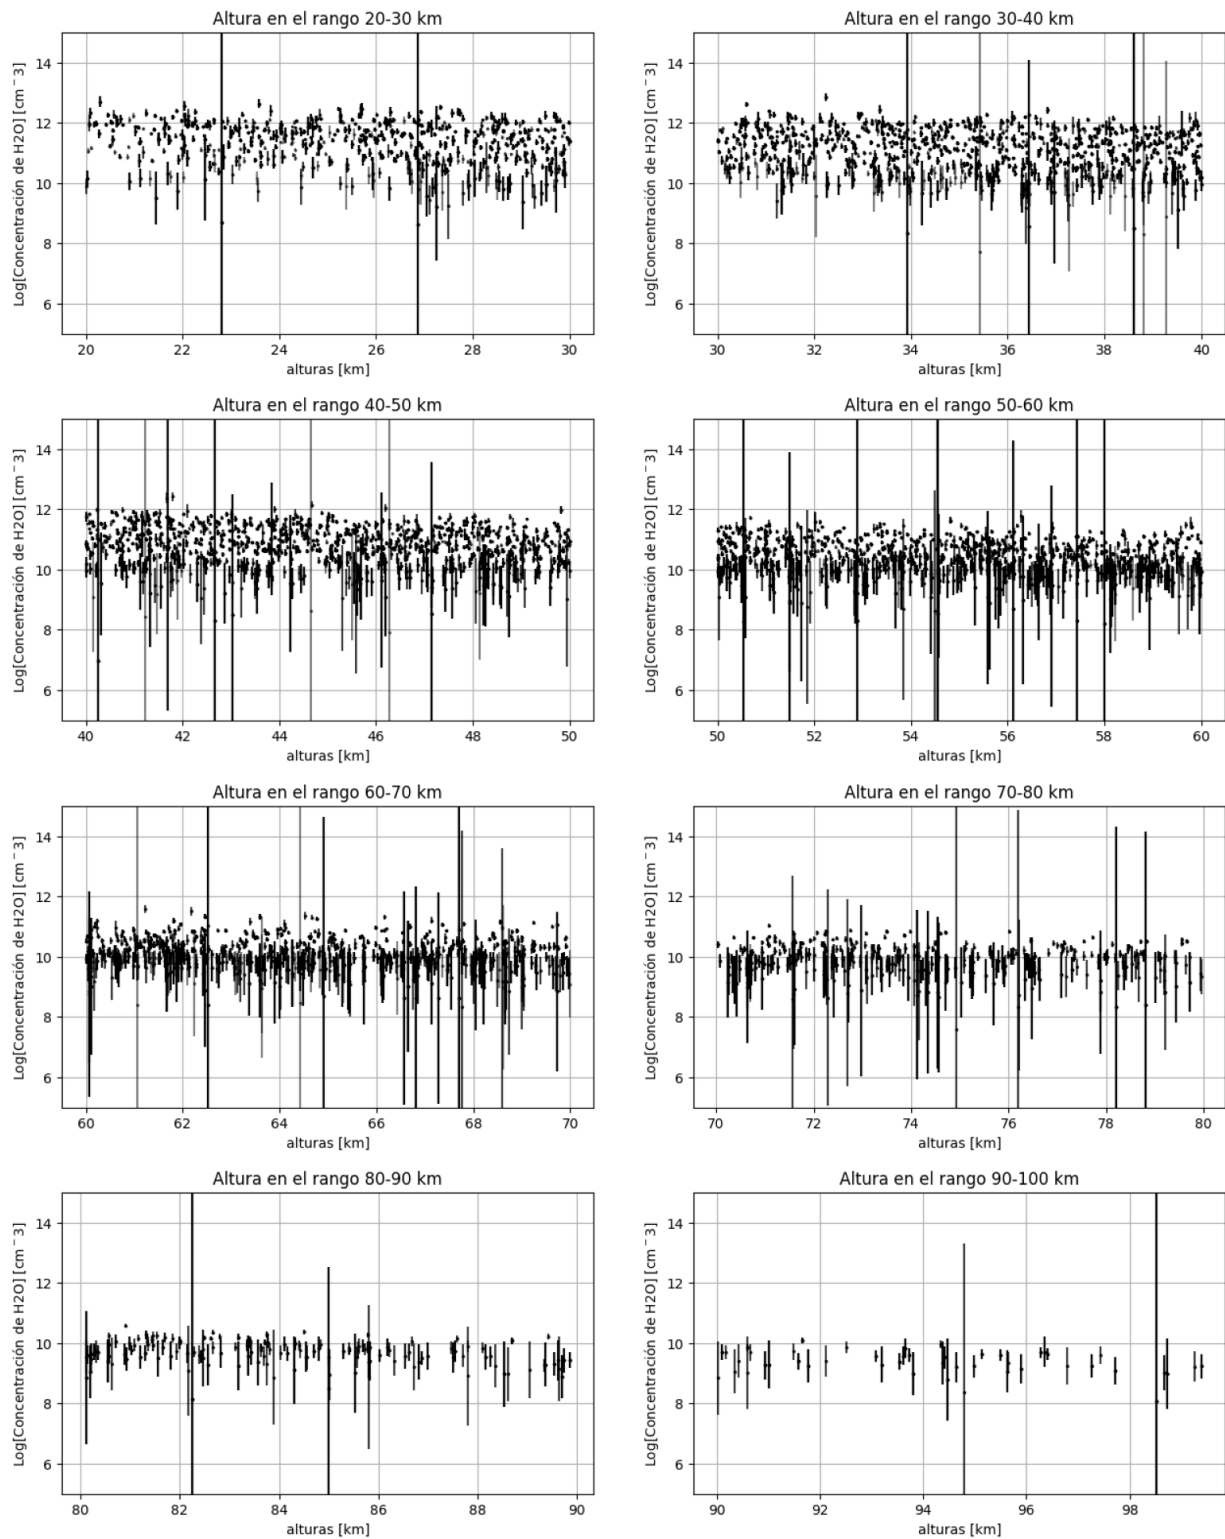 Altura en el rango 20-30 km
Log[Concentración de H2O] [cm⁻3]
14
12
10
8
6
20 22 24 26 28 30
alturas [km]
Altura en el rango 30-40 km
Log[Concentración de H2O] [cm⁻3]
14
12
10
8
6
30 32 34 36 38 40
alturas [km]
Altura en el rango 40-50 km
Log[Concentración de H2O] [cm⁻3]
14
12
10
8
6
40 42 44 46 48 50
alturas [km]
Altura en el rango 50-60 km
Log[Concentración de H2O] [cm⁻3]
14
12
10
8
6
50 52 54 56 58 60
alturas [km]
Altura en el rango 60-70 km
Log[Concentración de H2O] [cm⁻3]
14
12
10
8
6
60 62 64 66 68 70
alturas [km]
Altura en el rango 70-80 km
Log[Concentración de H2O] [cm⁻3]
14
12
10
8
6
70 72 74 76 78 80
alturas [km]
Altura en el rango 80-90 km
Log[Concentración de H2O] [cm⁻3]
14
12
10
8
6
80 82 84 86 88 90
alturas [km]
Altura en el rango 90-100 km
Log[Concentración de H2O] [cm⁻3]
14
12
10
8
6
90 92 94 96 98
alturas [km]